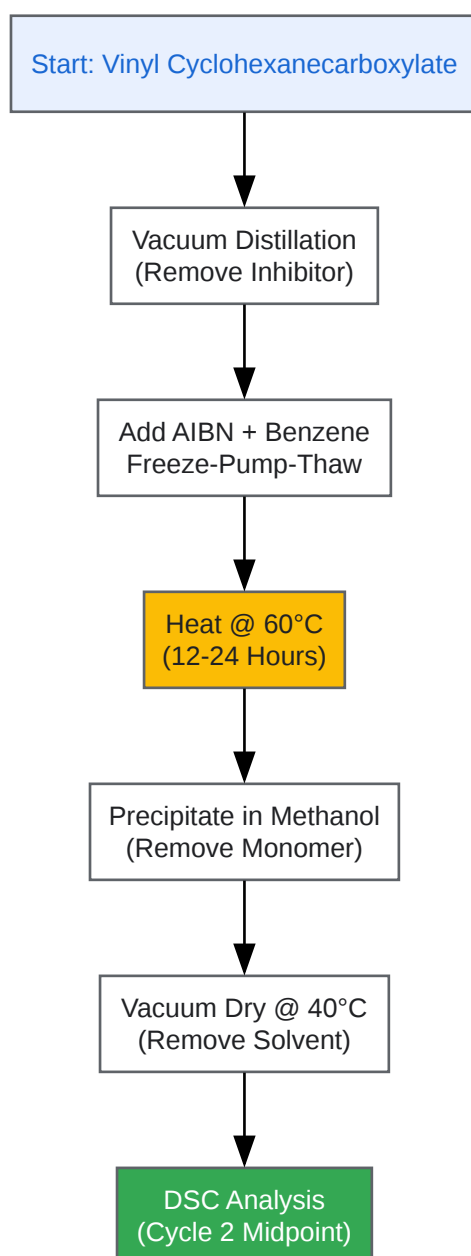 Start: Vinyl Cyclohexanecarboxylate
Vacuum Distillation
(Remove Inhibitor)
Add AIBN + Benzene
Freeze-Pump-Thaw
Heat @ 60°C
(12-24 Hours)
Precipitate in Methanol
(Remove Monomer)
Vacuum Dry @ 40°C
(Remove Solvent)
DSC Analysis
(Cycle 2 Midpoint)